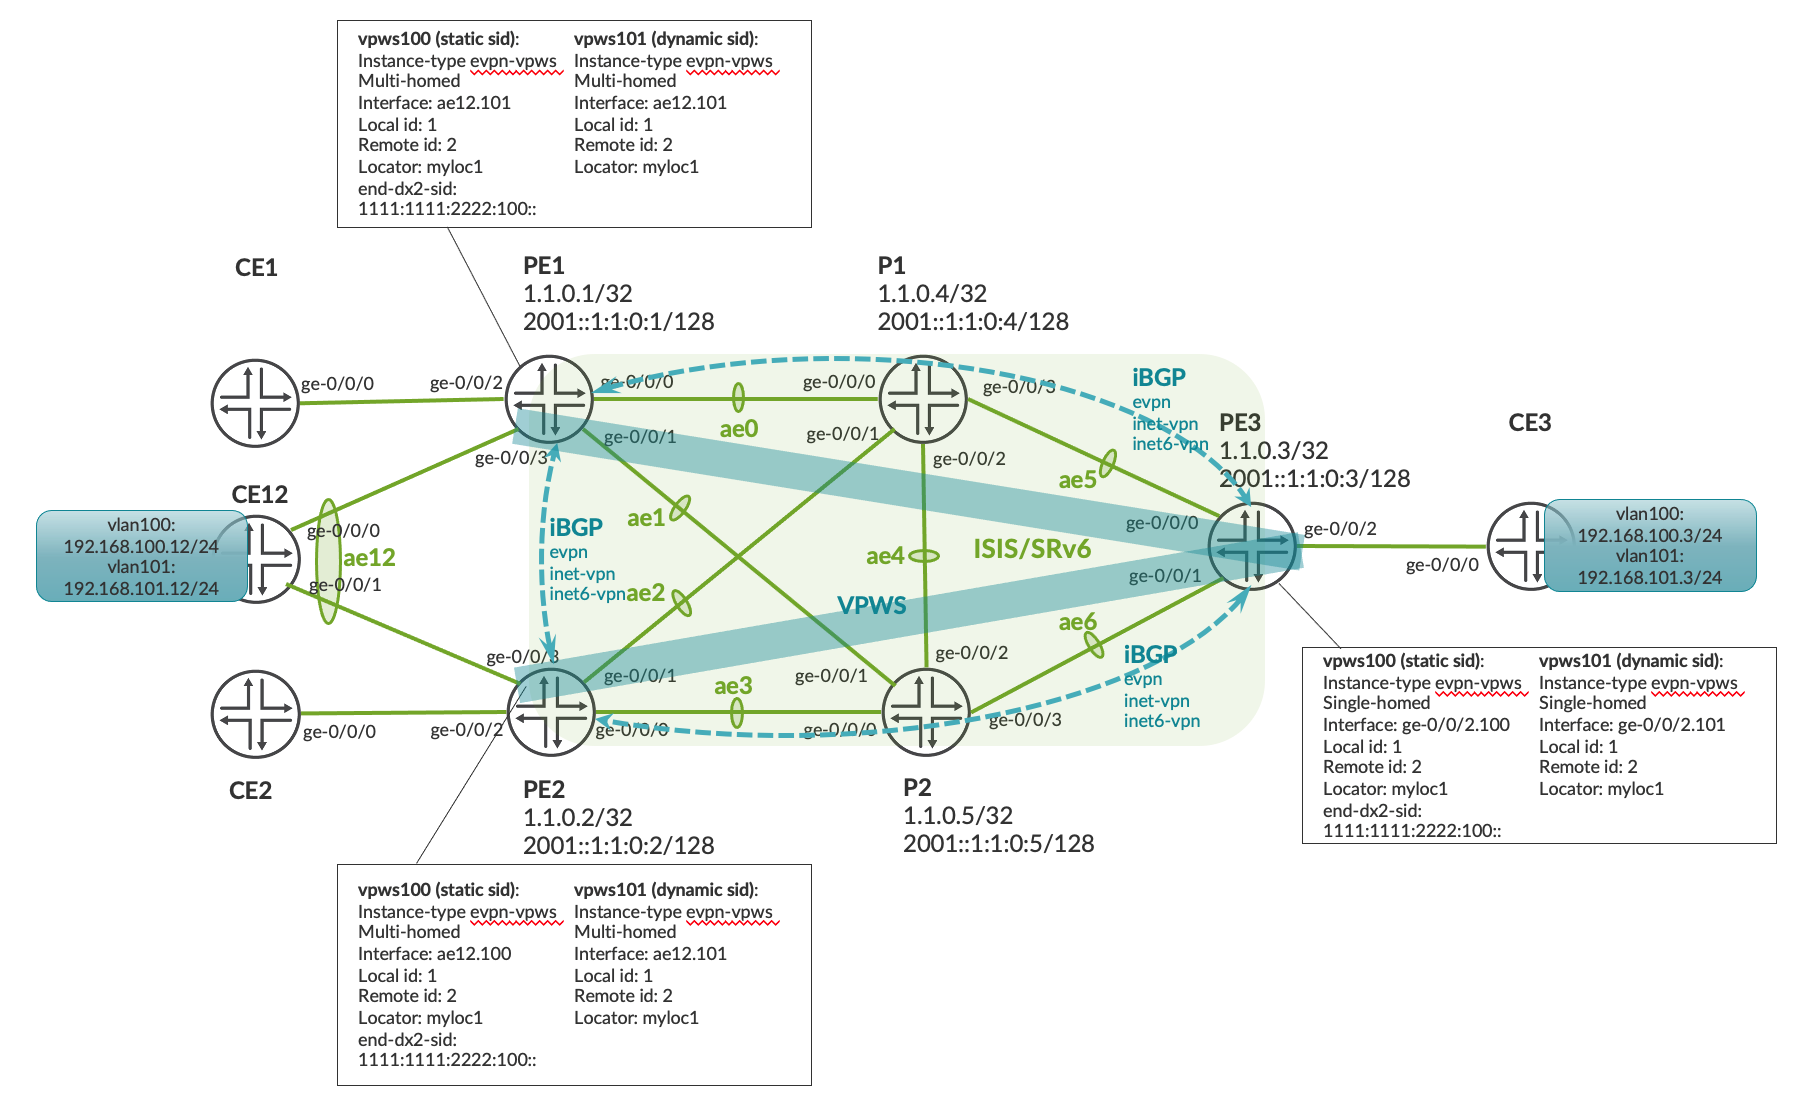 vpws100 (static sid):
Instance-type evpn-vpws
Multi-homed
Interface: ae12.101
Local id: 1
Remote id: 2
Locator: myloc1
end-dx2-sid:
1111:1111:2222:100::
vpws101 (dynamic sid):
Instance-type evpn-vpws
Multi-homed
Interface: ae12.101
Local id: 1
Remote id: 2
Locator: myloc1
CE1
PE1
1.1.0.1/32
2001::1:1:0:1/128
P1
1.1.0.4/32
2001::1:1:0:4/128
ge-0/0/0
ge-0/0/2
ge-0/0/0
ge-0/0/0
ge-0/0/3
ae0
ge-0/0/1
ge-0/0/1
ge-0/0/3
ge-0/0/2
iBGP
evpn
inet-vpn
inet6-vpn
PE3
1.1.0.3/32
2001::1:1:0:3/128
CE3
ae5
CE12
vlan100:
192.168.100.12/24
vlan101:
192.168.101.12/24
ge-0/0/0
ae12
ge-0/0/1
ae1
iBGP
evpn
inet-vpn
inet6-vpn
ae2
ae4
ISIS/SRv6
VPWS
ge-0/0/0
ge-0/0/1
ge-0/0/2
ge-0/0/0
vlan100:
192.168.100.3/24
vlan101:
192.168.101.3/24
ae6
iBGP
evpn
inet-vpn
inet6-vpn
ge-0/0/3
ge-0/0/1
ae3
ge-0/0/1
ge-0/0/2
ge-0/0/0
ge-0/0/2
ge-0/0/0
ge-0/0/0
ge-0/0/3
CE2
PE2
1.1.0.2/32
2001::1:1:0:2/128
P2
1.1.0.5/32
2001::1:1:0:5/128
vpws100 (static sid):
Instance-type evpn-vpws
Single-homed
Interface: ge-0/0/2.100
Local id: 1
Remote id: 2
Locator: myloc1
end-dx2-sid:
1111:1111:2222:100::
vpws101 (dynamic sid):
Instance-type evpn-vpws
Single-homed
Interface: ge-0/0/2.101
Local id: 1
Remote id: 2
Locator: myloc1
vpws100 (static sid):
Instance-type evpn-vpws
Multi-homed
Interface: ae12.100
Local id: 1
Remote id: 2
Locator: myloc1
end-dx2-sid:
1111:1111:2222:100::
vpws101 (dynamic sid):
Instance-type evpn-vpws
Multi-homed
Interface: ae12.101
Local id: 1
Remote id: 2
Locator: myloc1